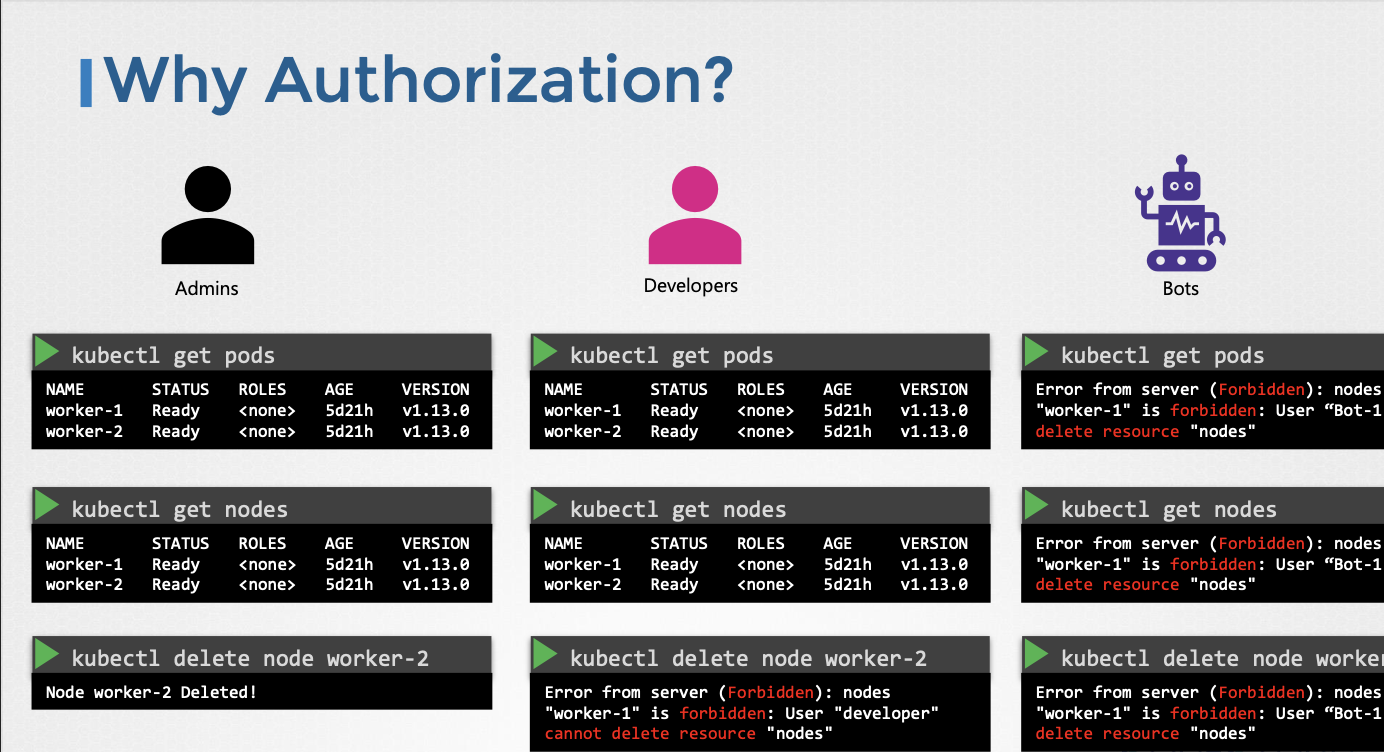 Why Authorization?
Admins
Developers
Bots
kubectl get pods
NAME STATUS ROLES AGE VERSION
worker-1 Ready <none> 5d21h v1.13.0
worker-2 Ready <none> 5d21h v1.13.0
kubectl get pods
NAME STATUS ROLES AGE VERSION
worker-1 Ready <none> 5d21h v1.13.0
worker-2 Ready <none> 5d21h v1.13.0
kubectl get pods
Error from server (Forbidden): nodes
"worker-1" is forbidden: User “Bot-1
delete resource "nodes"
kubectl get nodes
NAME STATUS ROLES AGE VERSION
worker-1 Ready <none> 5d21h v1.13.0
worker-2 Ready <none> 5d21h v1.13.0
kubectl get nodes
NAME STATUS ROLES AGE VERSION
worker-1 Ready <none> 5d21h v1.13.0
worker-2 Ready <none> 5d21h v1.13.0
kubectl get nodes
Error from server (Forbidden): nodes
"worker-1" is forbidden: User “Bot-1
delete resource "nodes"
kubectl delete node worker-2
Node worker-2 Deleted!
kubectl delete node worker-2
Error from server (Forbidden): nodes
"worker-1" is forbidden: User "developer"
cannot delete resource "nodes"
kubectl delete node worker
Error from server (Forbidden): nodes
"worker-1" is forbidden: User “Bot-1
delete resource "nodes"